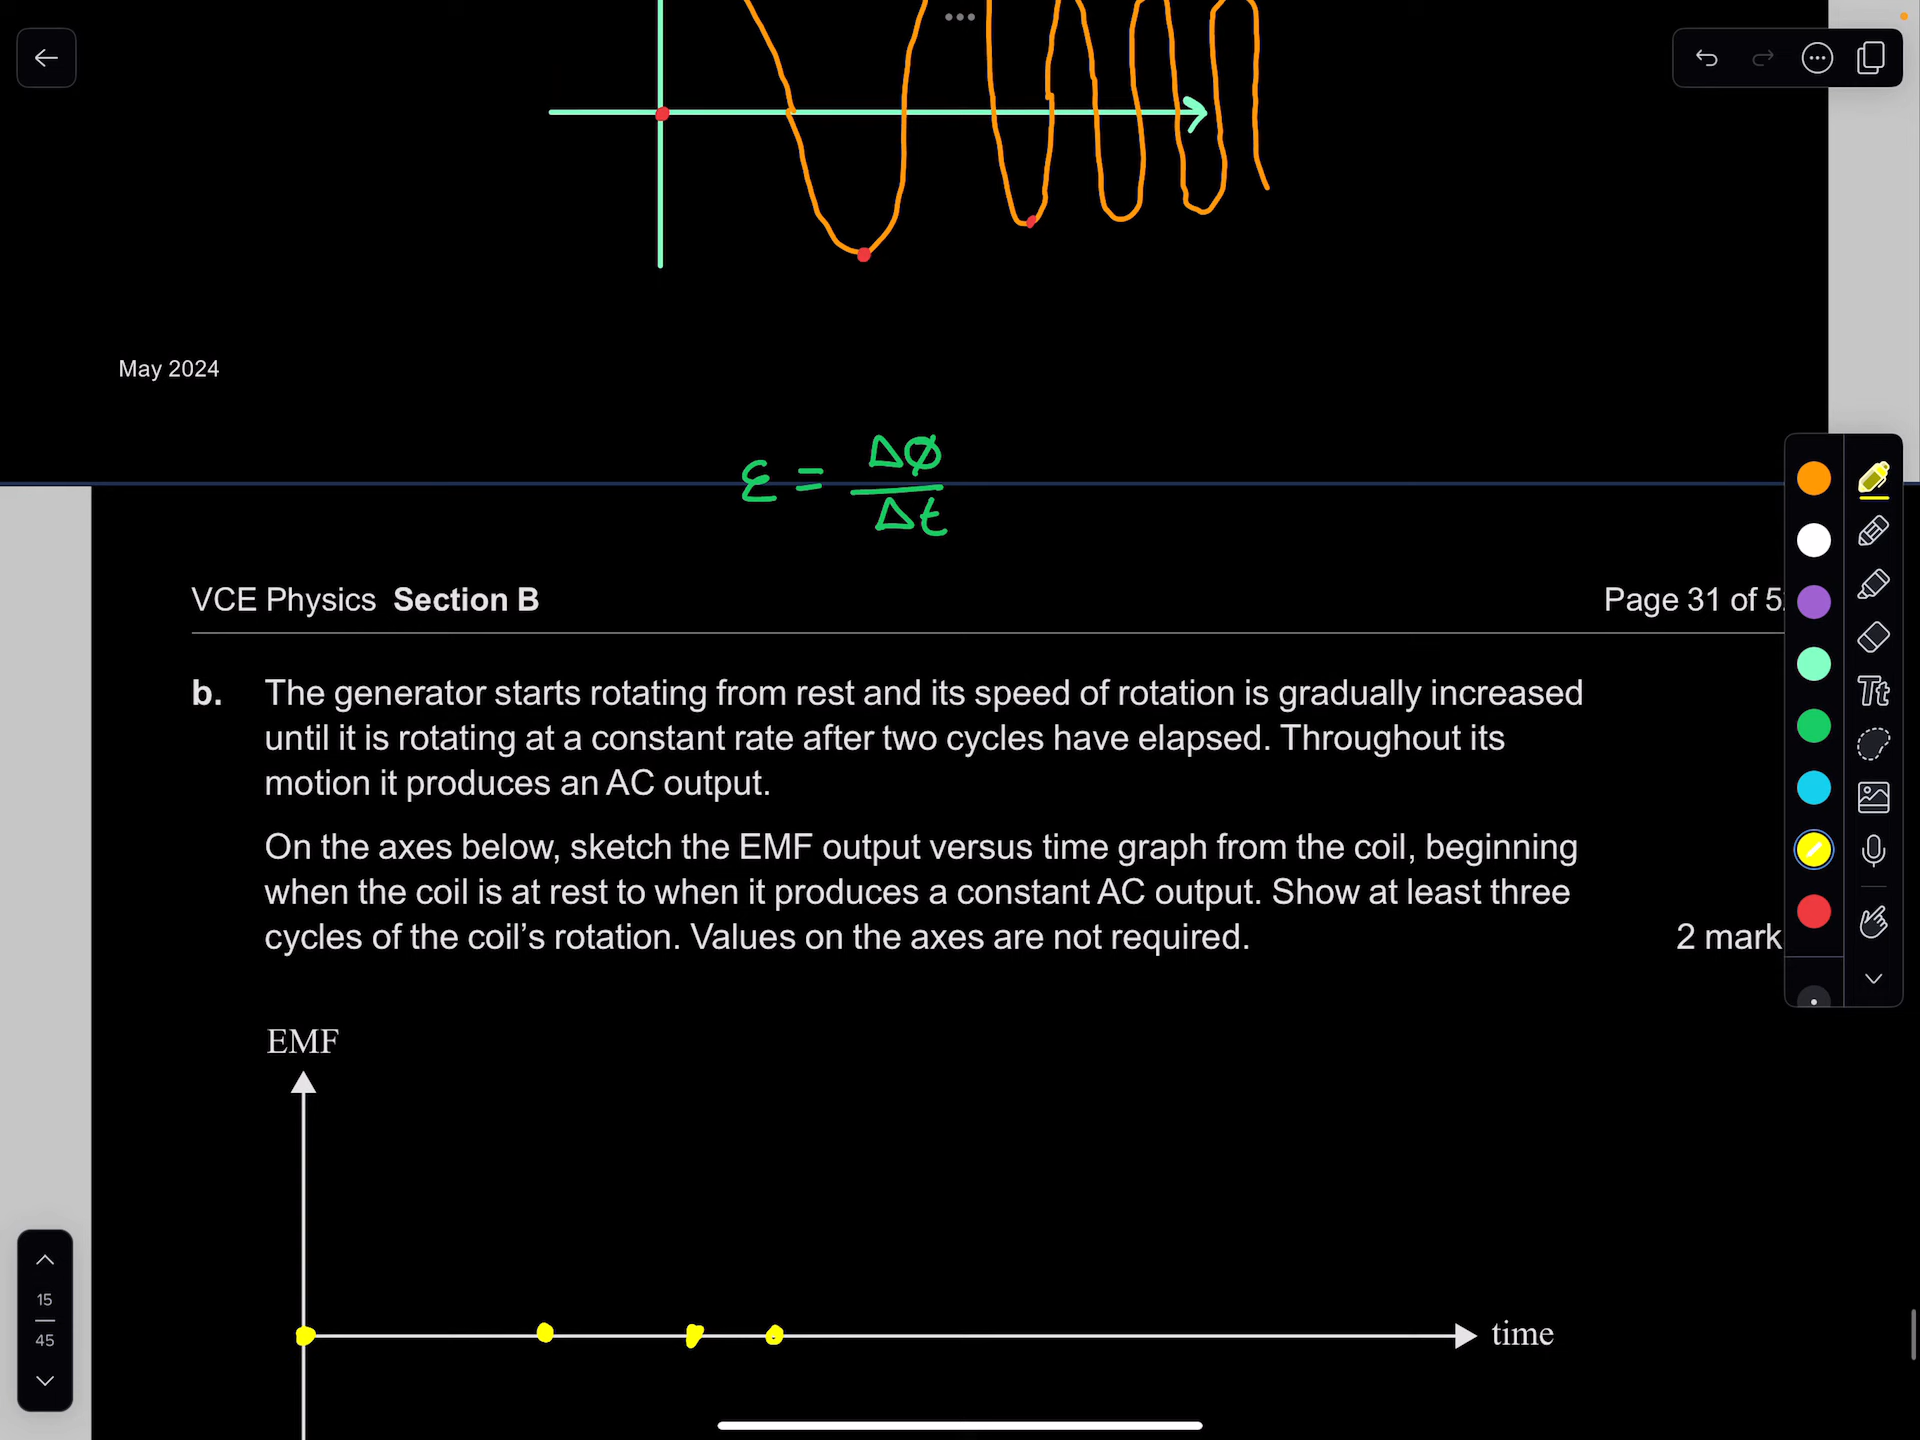 May 2024
ε = Δφ
Δt
VCE Physics Section B
Page 31 of 5
b. The generator starts rotating from rest and its speed of rotation is gradually increased
until it is rotating at a constant rate after two cycles have elapsed. Throughout its
motion it produces an AC output.
On the axes below, sketch the EMF output versus time graph from the coil, beginning
when the coil is at rest to when it produces a constant AC output. Show at least three
cycles of the coil’s rotation. Values on the axes are not required.
2 mark
EMF
time
Tt
15
45